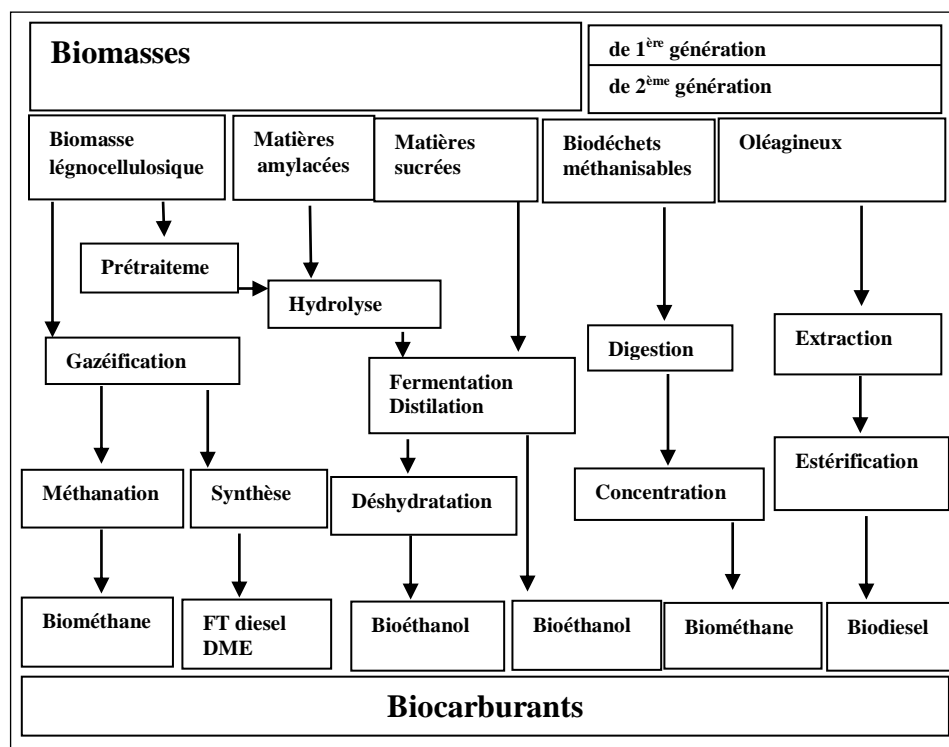 Biomasses
de 1ère génération
de 2ème génération
Biomasse
légnocellulosique
Matières
amylacées
Matières
sucrées
Biodéchets
méthanisables
Oléagineux
Prétraiteme
Hydrolyse
Gazéification
Fermentation
Distilation
Digestion
Extraction
Méthanation
Synthèse
Déshydratation
Concentration
Estérification
Biométhane
FT diesel
DME
Bioéthanol
Bioéthanol
Biométhane
Biodiesel
Biocarburants